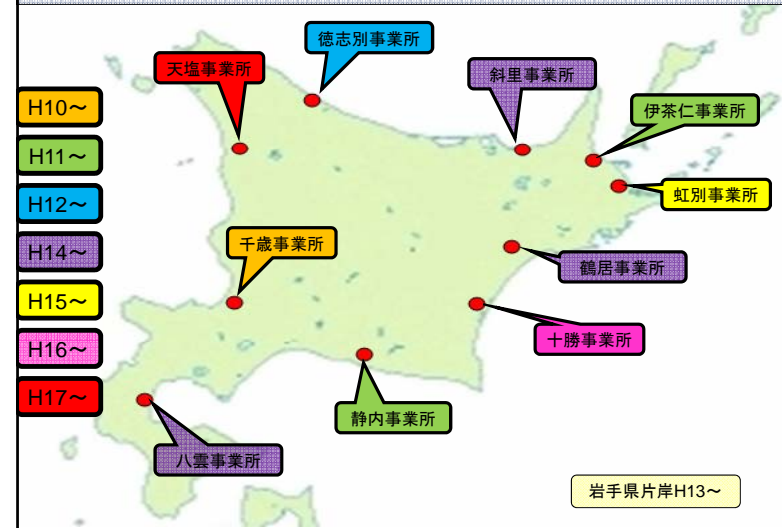 徳志別事業所
天塩事業所
斜里事業所
H10～
伊茶仁事業所
H11～
虹別事業所
H12～
千歳事業所
H14～
鶴居事業所
H15～
十勝事業所
H16～
H17～
静内事業所
八雲事業所
岩手県片岸H13～